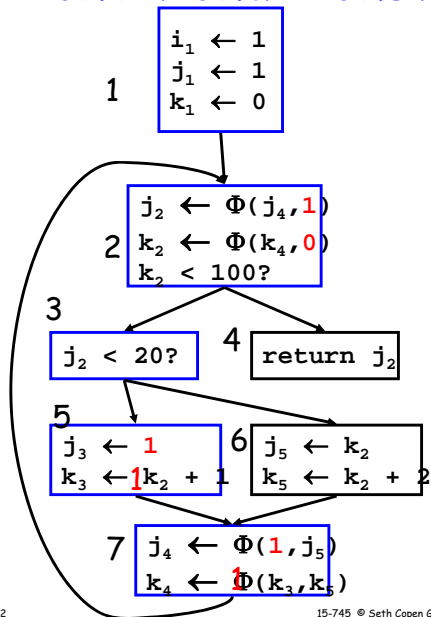 1
i₁ ← 1
j₁ ← 1
k₁ ← 0
2
j₂ ← Φ(j₄,1)
k₂ ← Φ(k₄,0)
k₂ < 100?
3
j₂ < 20?
4
return j₂
5
j₃ ← 1
k₃ ← 1 k₂ + 1
6
j₅ ← k₂
k₅ ← k₂ + 2
7
j₄ ← Φ(1,j₅)
k₄ ← 1 Φ(k₃,k₅)
2
15-745 © Seth Copen G